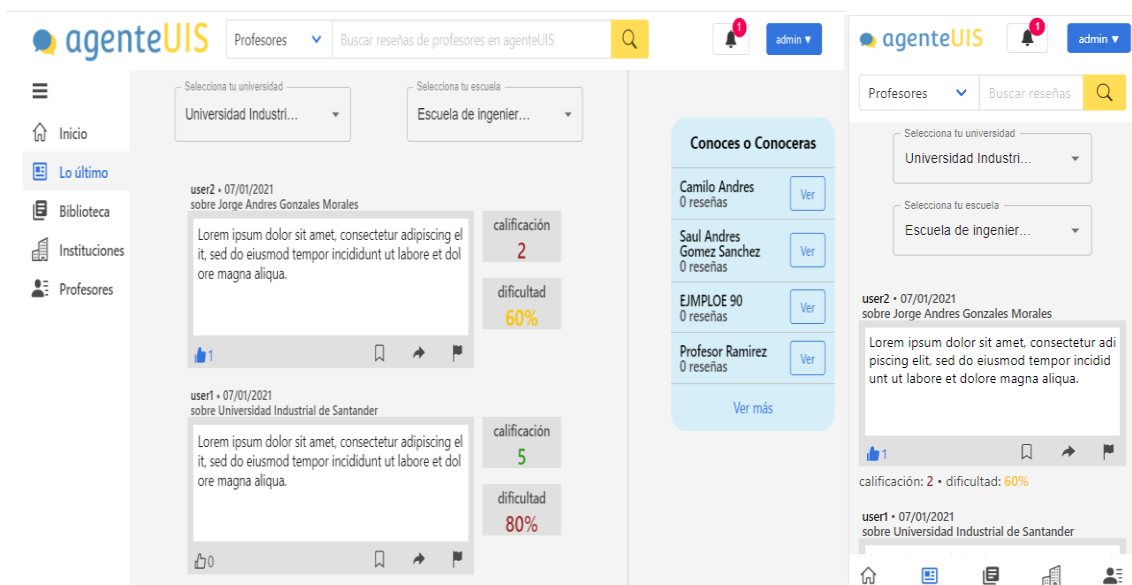 agenteUIS
Profesores
Buscar reseñas de profesores en agenteUIS
1
admin ▾
Inicio
Lo último
Biblioteca
Instituciones
Profesores
Selecciona tu universidad
Universidad Industri...
Selecciona tu escuela
Escuela de ingenier...
user2 • 07/01/2021
sobre Jorge Andres Gonzales Morales
Lorem ipsum dolor sit amet, consectetur adipiscing el
it, sed do eiusmod tempor incididunt ut labore et dol
ore magna aliqua.
1
calificación
2
dificultad
60%
user1 • 07/01/2021
sobre Universidad Industrial de Santander
Lorem ipsum dolor sit amet, consectetur adipiscing el
it, sed do eiusmod tempor incididunt ut labore et dol
ore magna aliqua.
0
calificación
5
dificultad
80%
Conoces o Conoceras
Camilo Andres
0 reseñas
Ver
Saul Andres
Gomez Sanchez
0 reseñas
Ver
EJMPLOE 90
0 reseñas
Ver
Profesor Ramirez
0 reseñas
Ver
Ver más
agenteUIS
1
admin ▾
Profesores
Buscar reseñas
Selecciona tu universidad
Universidad Industri...
Selecciona tu escuela
Escuela de ingenier...
user2 • 07/01/2021
sobre Jorge Andres Gonzales Morales
Lorem ipsum dolor sit amet, consectetur adi
piscing elit, sed do eiusmod tempor incidid
unt ut labore et dolore magna aliqua.
1
calificación: 2 • dificultad: 60%
user1 • 07/01/2021
sobre Universidad Industrial de Santander